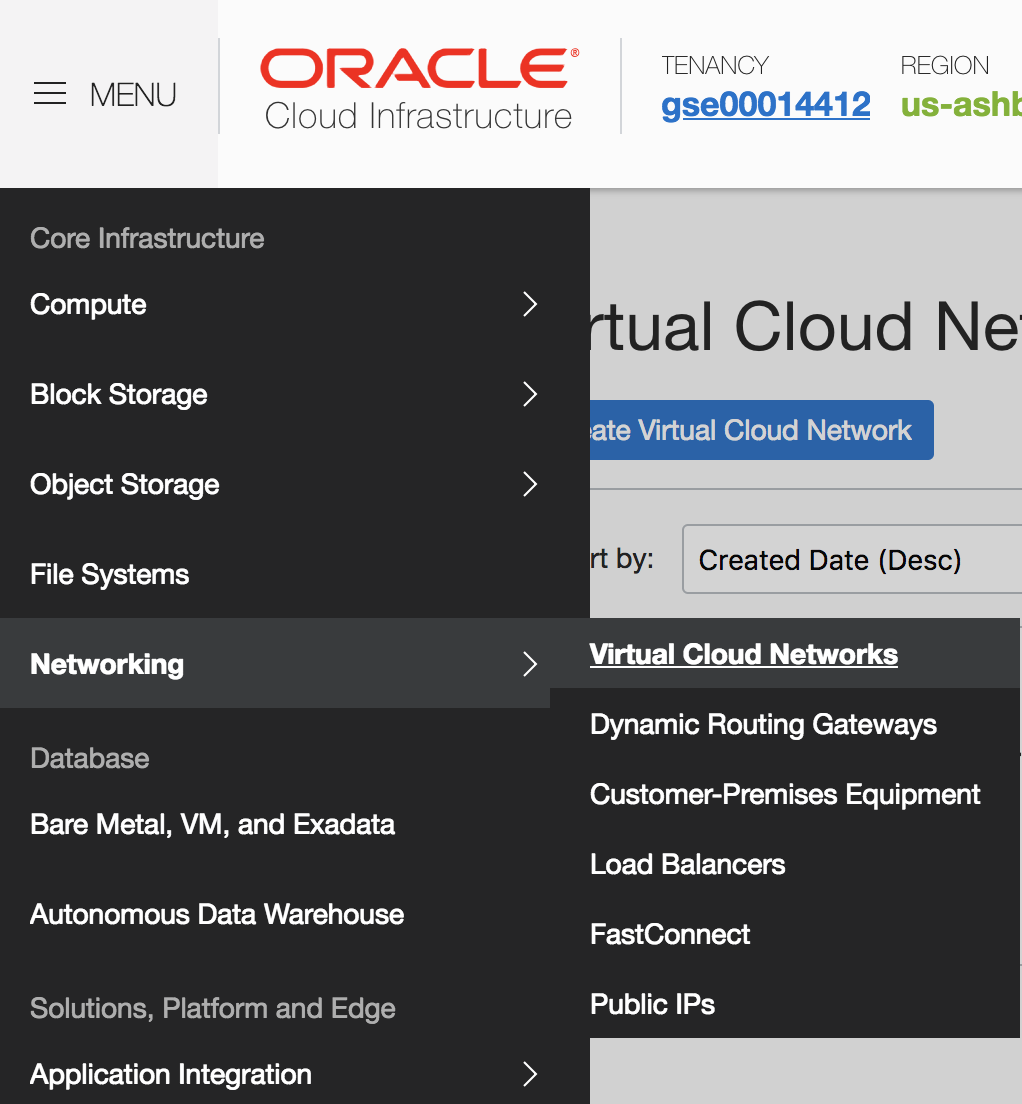 MENU
ORACLE®
Cloud Infrastructure
TENANCY
gse00014412
REGION
us-ashb
Core Infrastructure
Compute
Block Storage
Object Storage
File Systems
Networking
Database
Bare Metal, VM, and Exadata
Autonomous Data Warehouse
Solutions, Platform and Edge
Application Integration
rtual Cloud Ne
ate Virtual Cloud Network
rt by:
Created Date (Desc)
Virtual Cloud Networks
Dynamic Routing Gateways
Customer-Premises Equipment
Load Balancers
FastConnect
Public IPs